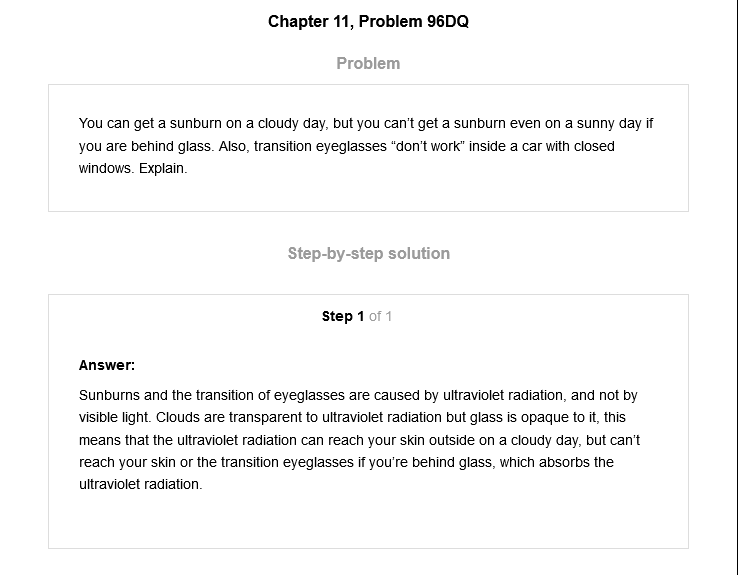 Chapter 11, Problem 96DQ
Problem
You can get a sunburn on a cloudy day, but you can’t get a sunburn even on a sunny day if
you are behind glass. Also, transition eyeglasses “don’t work” inside a car with closed
windows. Explain.
Step-by-step solution
Step 1 of 1
Answer:
Sunburns and the transition of eyeglasses are caused by ultraviolet radiation, and not by
visible light. Clouds are transparent to ultraviolet radiation but glass is opaque to it, this
means that the ultraviolet radiation can reach your skin outside on a cloudy day, but can’t
reach your skin or the transition eyeglasses if you’re behind glass, which absorbs the
ultraviolet radiation.